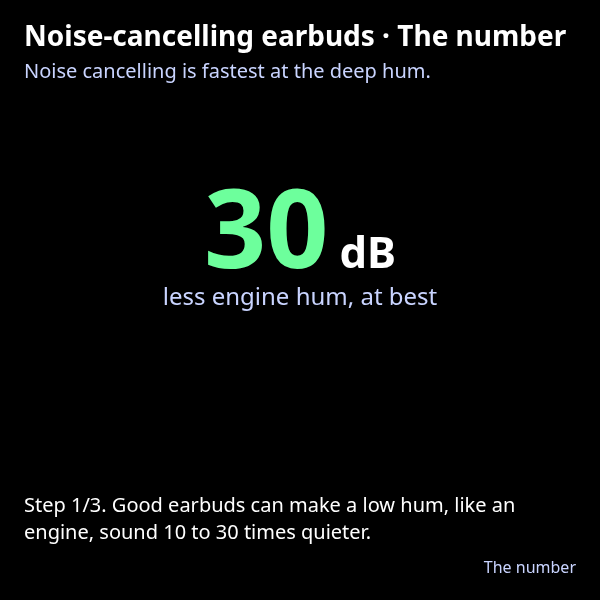 Noise-cancelling earbuds · The number
Noise cancelling is fastest at the deep hum.
30 dB
less engine hum, at best
Step 1/3. Good earbuds can make a low hum, like an
engine, sound 10 to 30 times quieter.
The number